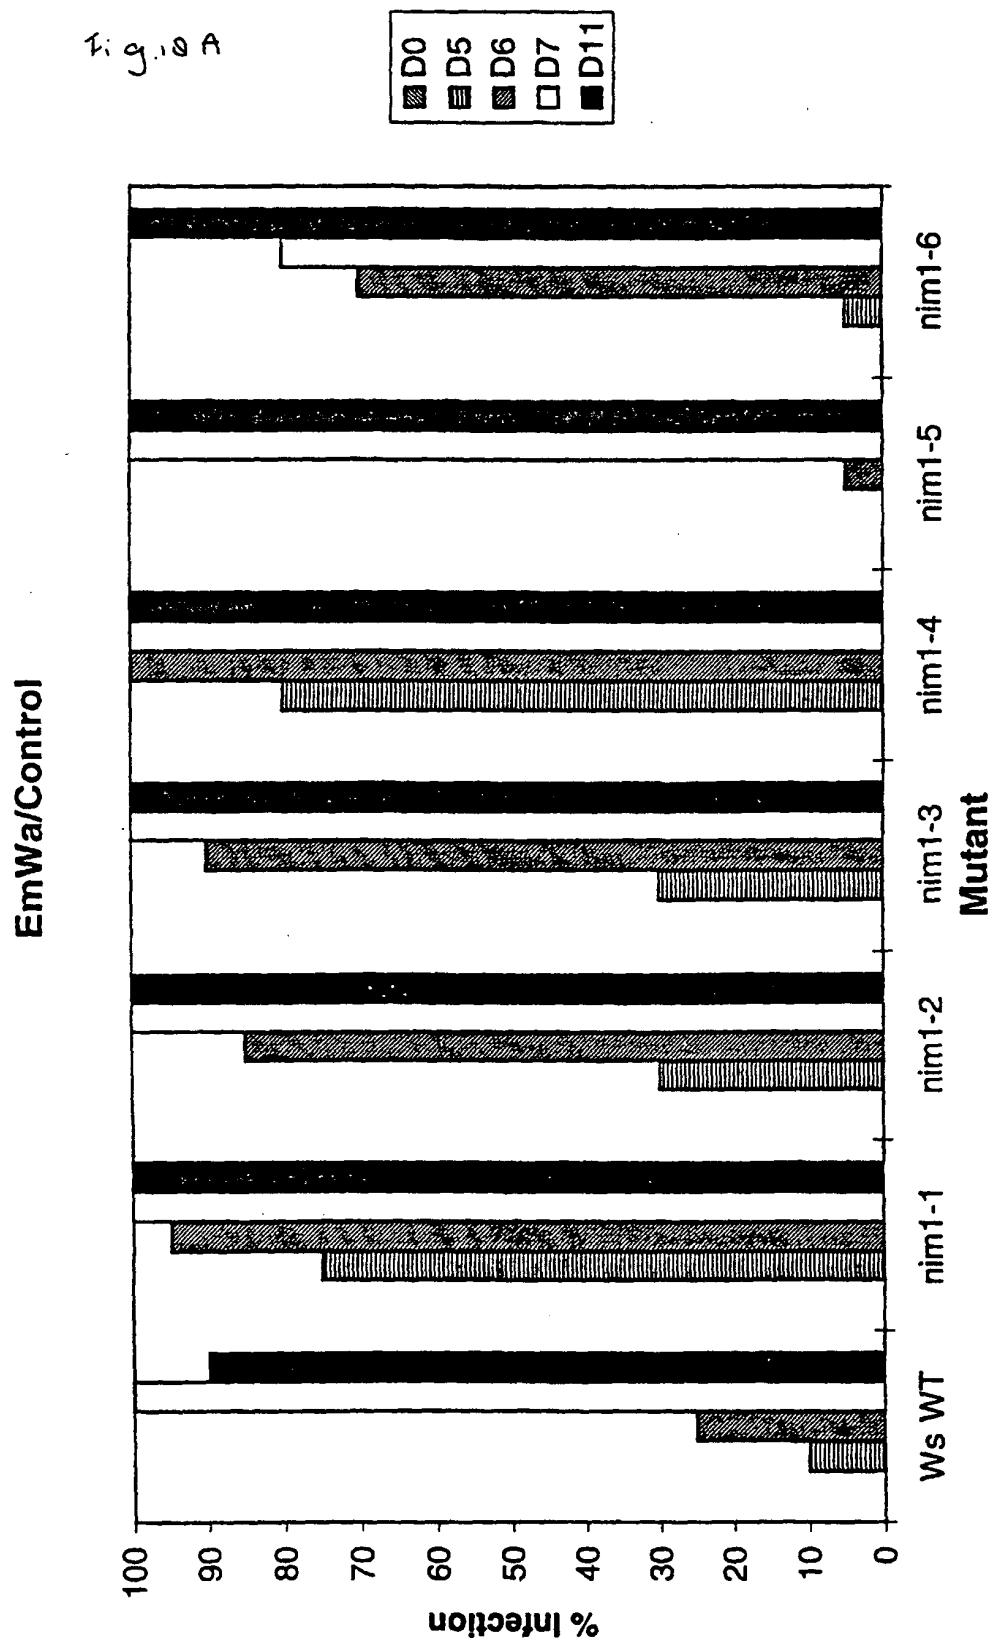 Fig. 10 A
EmWa/Control
D0
D5
D6
D7
D11
% Infection
100
90
80
70
60
50
40
30
20
10
0
Ws WT
nim1-1
nim1-2
nim1-3
nim1-4
nim1-5
nim1-6
Mutant